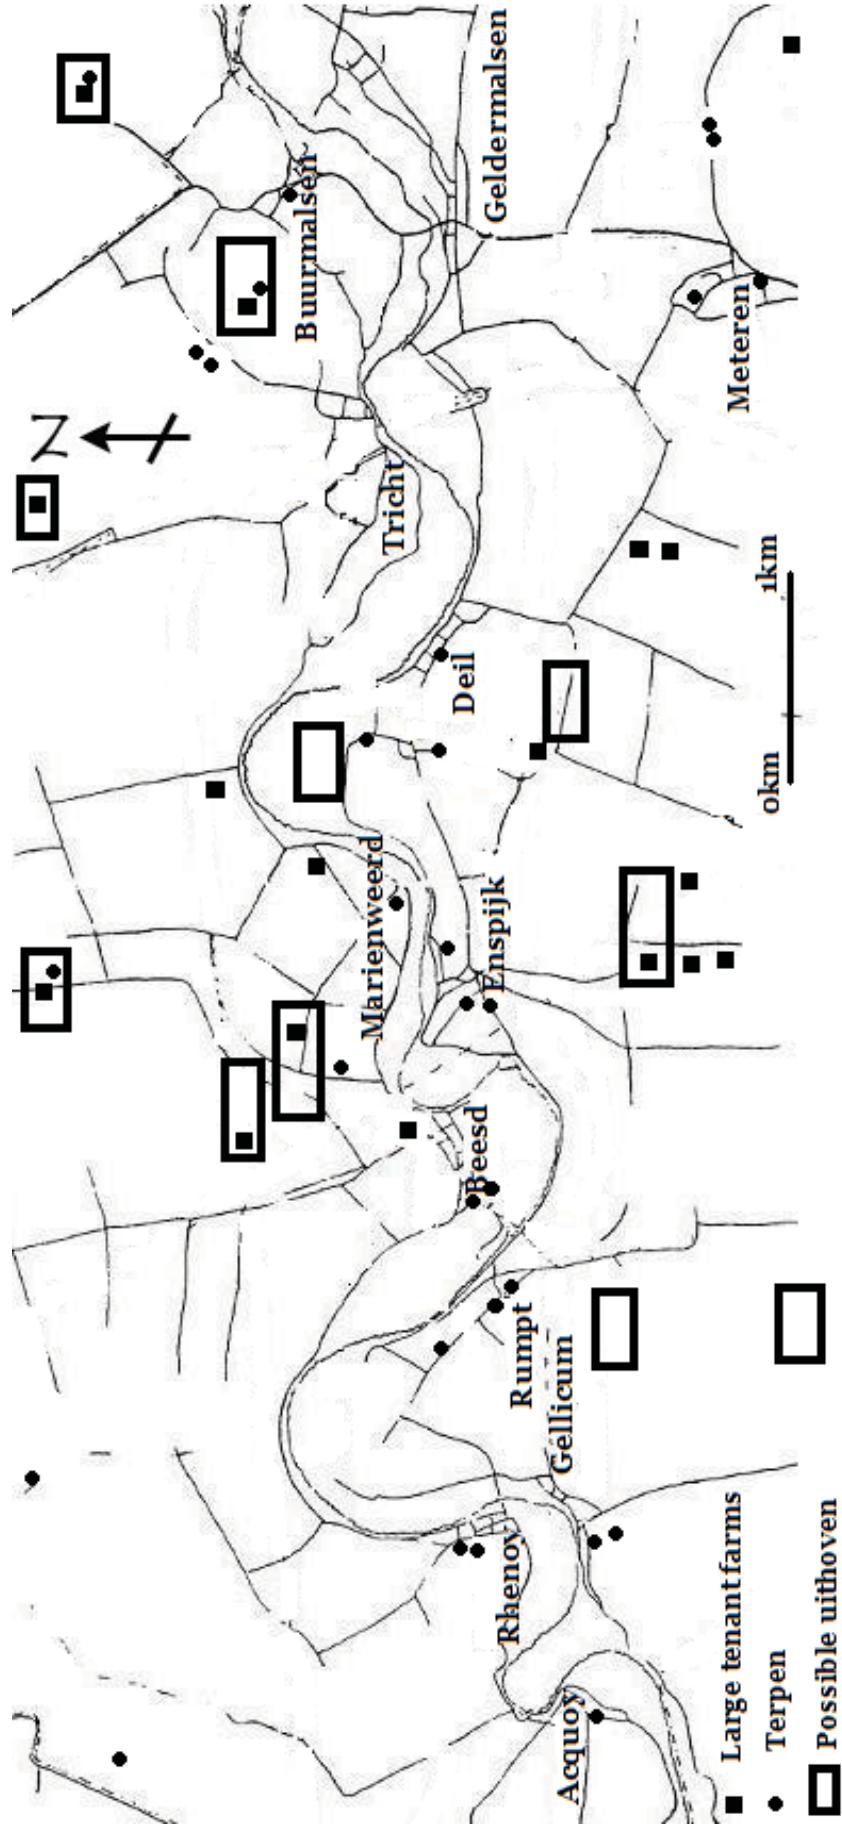 Geldermalsen
Buurmalsen
Meteren
N
Tricht
Deil
0km
1km
Marienweerd
Enspijk
Beesd
Rumpt
Gellicum
Rhenoy
Acquoy
Large tenant farms
Terpen
Possible uithoven